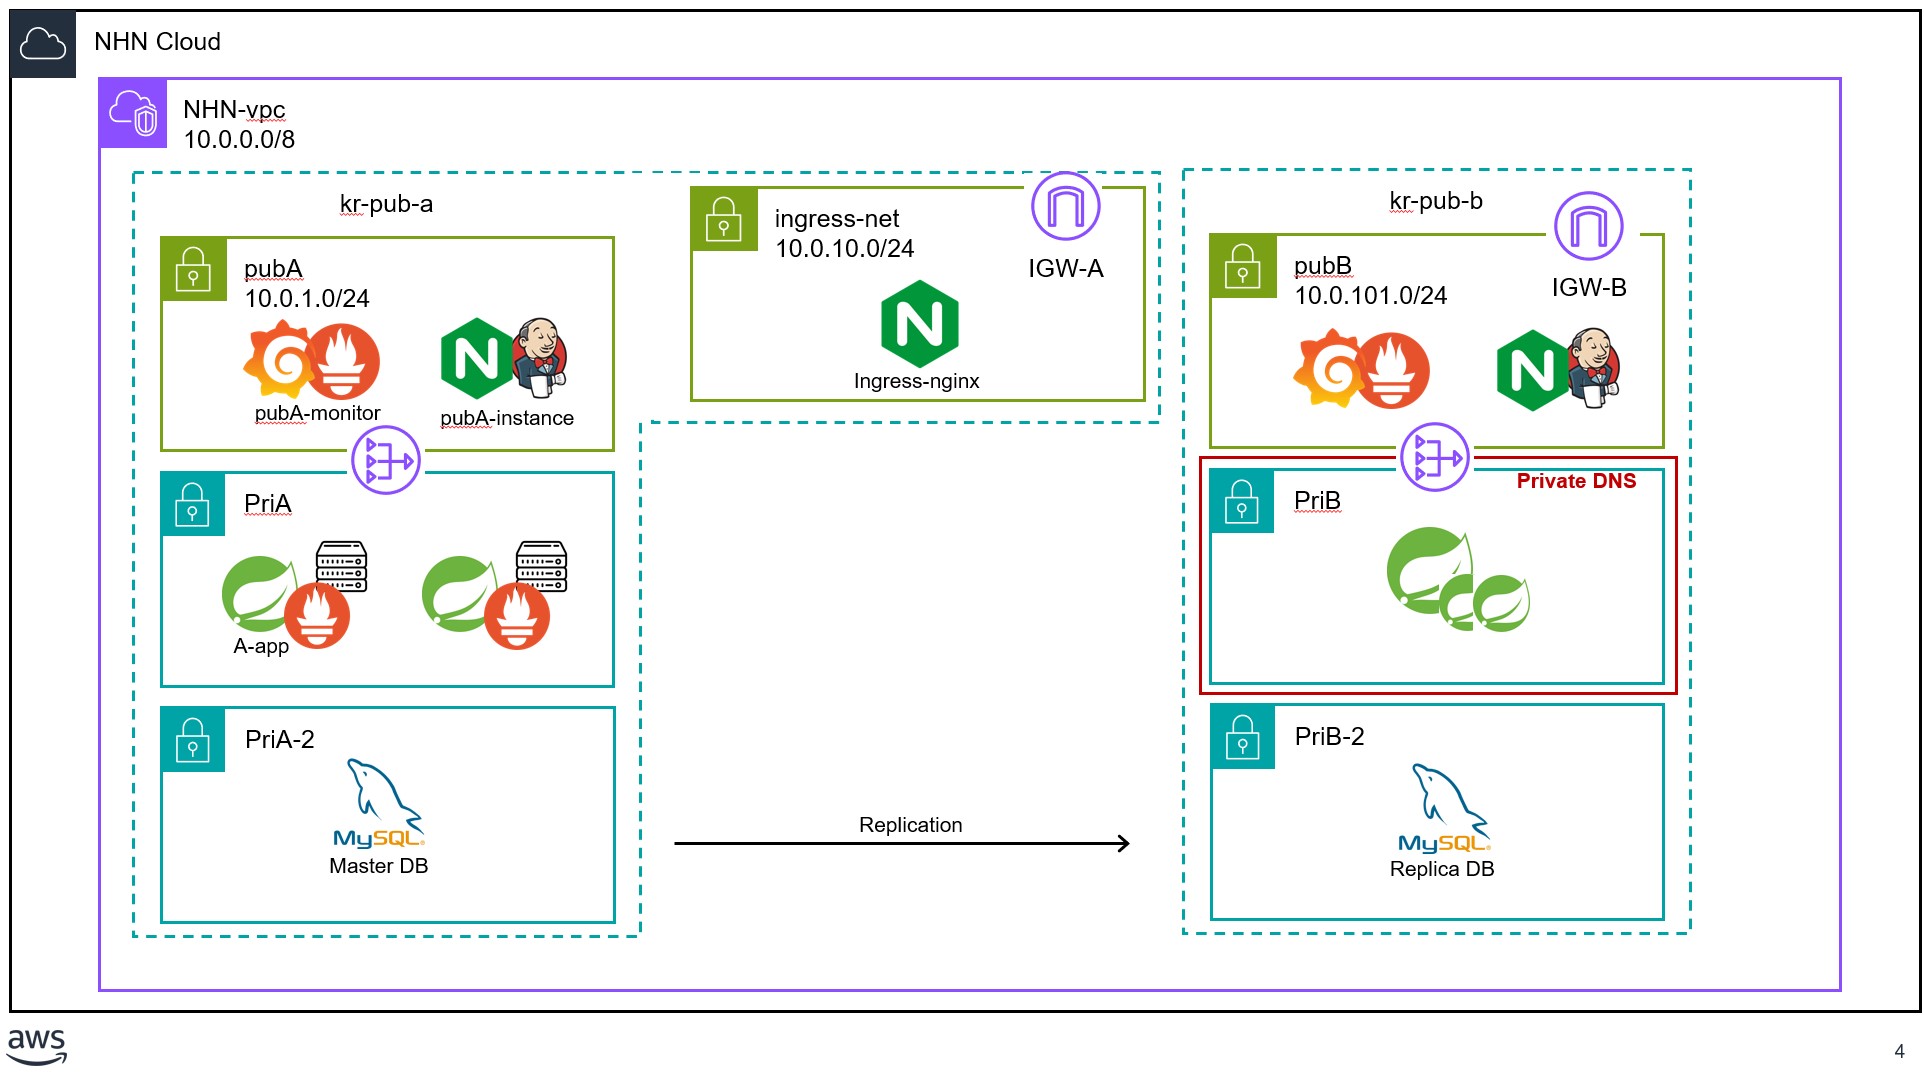 NHN Cloud
NHN-vpc
10.0.0.0/8
kr-pub-a
pubA
10.0.1.0/24
pubA-monitor
pubA-instance
ingress-net
10.0.10.0/24
IGW-A
N
Ingress-nginx
kr-pub-b
pubB
10.0.101.0/24
IGW-B
N
N
PriA
A-app
Private DNS
PriB
PriA-2
MySQL
Master DB
Replication
PriB-2
MySQL
Replica DB
aws
4